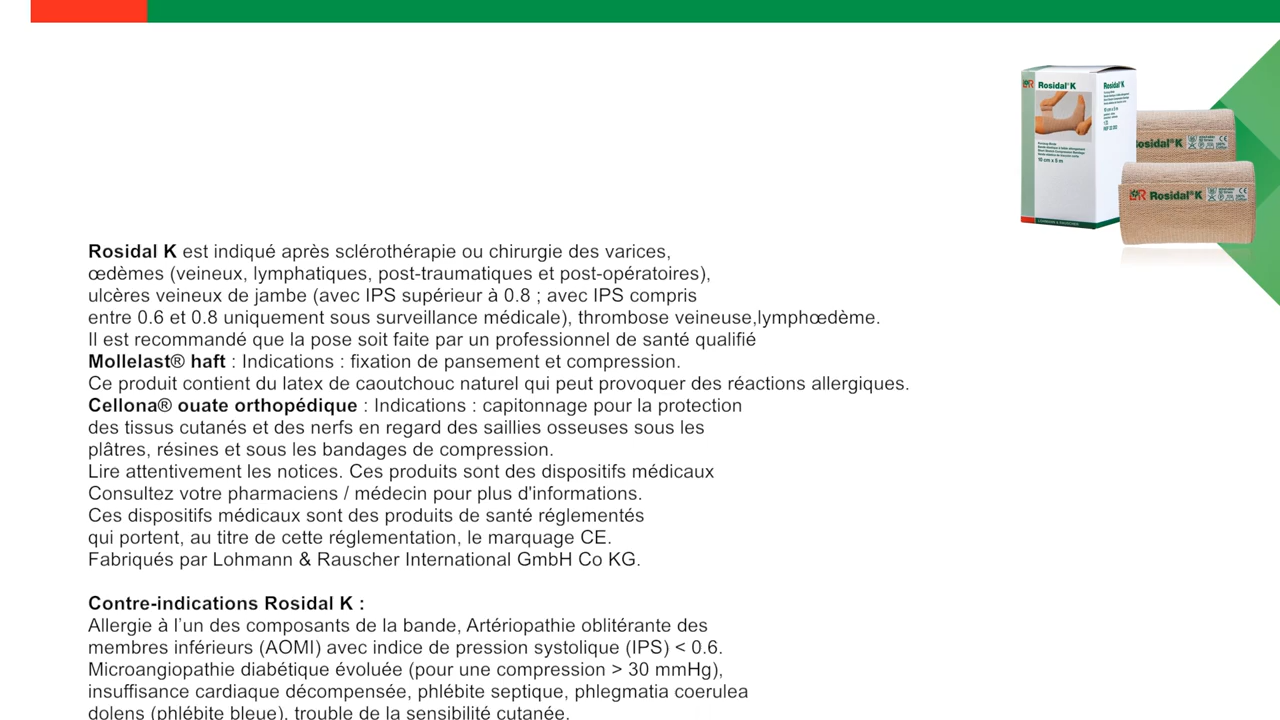 Rosidal® K
Rosidal® K
10 cm x 5 m
Rosidal® K
Rosidal® K
Rosidal K est indiqué après sclérothérapie ou chirurgie des varices,
œdèmes (veineux, lymphatiques, post-traumatiques et post-opératoires),
ulcères veineux de jambe (avec IPS supérieur à 0.8 ; avec IPS compris
entre 0.6 et 0.8 uniquement sous surveillance médicale), thrombose veineuse,lymphœdème.
Il est recommandé que la pose soit faite par un professionnel de santé qualifié
Mollelast® haft : Indications : fixation de pansement et compression.
Ce produit contient du latex de caoutchouc naturel qui peut provoquer des réactions allergiques.
Cellona® ouate orthopédique : Indications : capitonnage pour la protection
des tissus cutanés et des nerfs en regard des saillies osseuses sous les
plâtres, résines et sous les bandages de compression.
Lire attentivement les notices. Ces produits sont des dispositifs médicaux
Consultez votre pharmaciens / médecin pour plus d'informations.
Ces dispositifs médicaux sont des produits de santé réglementés
qui portent, au titre de cette réglementation, le marquage CE.
Fabriqués par Lohmann & Rauscher International GmbH Co KG.
Contre-indications Rosidal K :
Allergie à l’un des composants de la bande, Artériopathie oblitérante des
membres inférieurs (AOMI) avec indice de pression systolique (IPS) < 0.6.
Microangiopathie diabétique évoluée (pour une compression > 30 mmHg),
insuffisance cardiaque décompensée, phlébite septique, phlegmatia coerulea
dolens (phlébite bleue), trouble de la sensibilité cutanée.